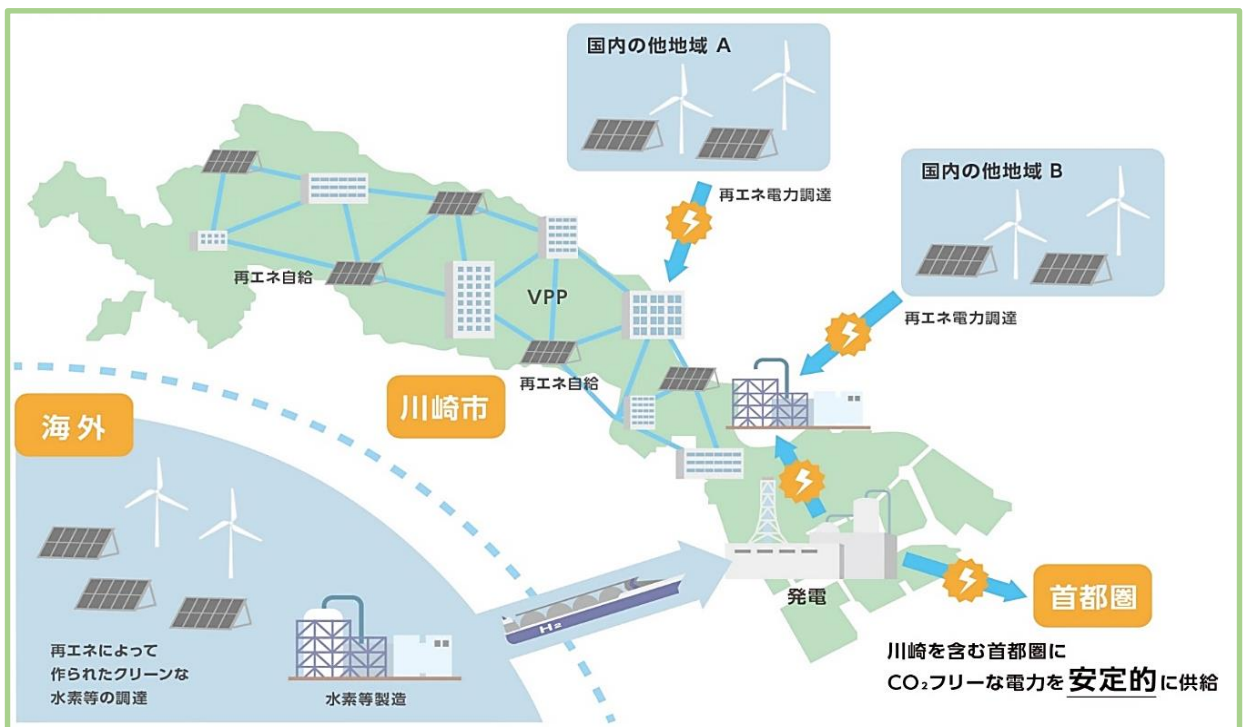 国内の他地域 A
国内の他地域 B
再エネ電力調達
再エネ電力調達
再エネ自給
VPP
再エネ自給
川崎市
海外
再エネによって
作られたクリーンな
水素等の調達
水素等製造
H2
発電
首都圏
川崎を含む首都圏に
CO₂フリーな電力を安定的に供給